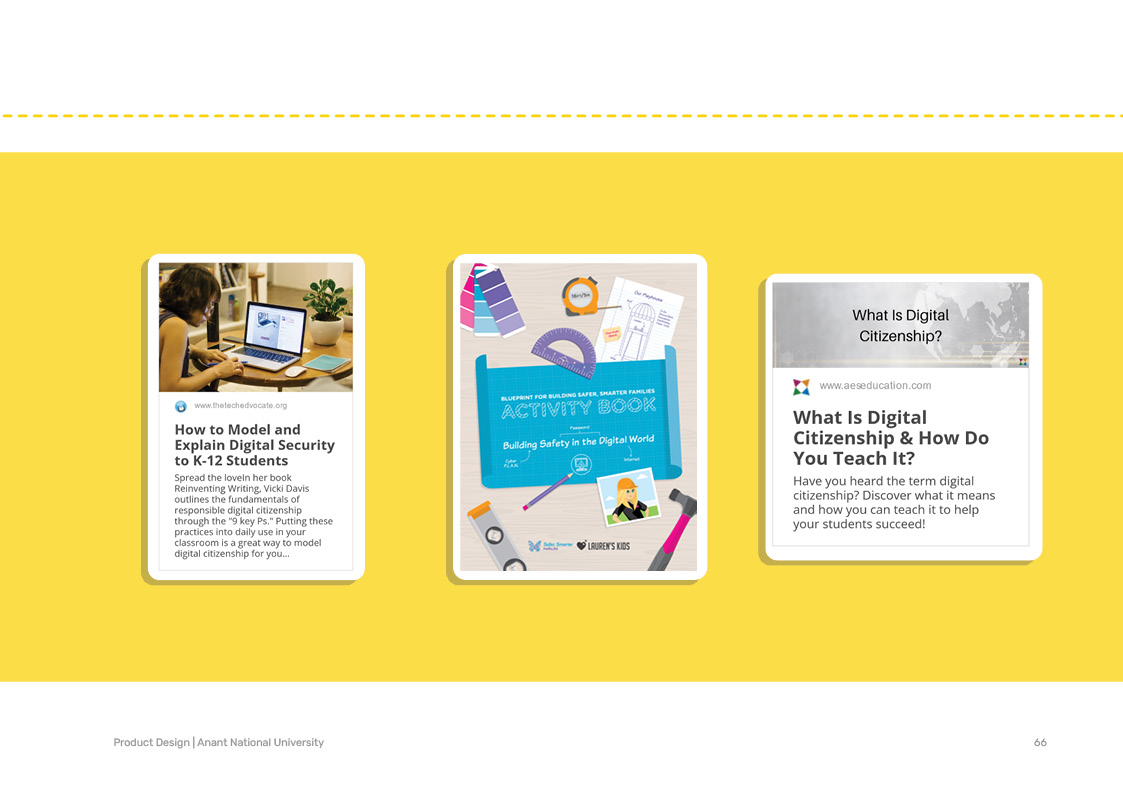 www.thetechedvocate.org
How to Model and
Explain Digital Security
to K-12 Students
Spread the loveIn her book
Reinventing Writing, Vicki Davis
outlines the fundamentals of
responsible digital citizenship
through the "9 key Ps." Putting these
practices into daily use in your
classroom is a great way to model
digital citizenship for you...
Our Playhouse
BLUEPRINT FOR BUILDING SAFER, SMARTER FAMILIES
ACTIVITY BOOK
Password
Building Safety in the Digital World
Cyber
P.L.A.N.
Internet
Safer, Smarter
FAMILIES
LAUREN'S KIDS
What Is Digital
Citizenship?
www.aeseducation.com
What Is Digital
Citizenship & How Do
You Teach It?
Have you heard the term digital
citizenship? Discover what it means
and how you can teach it to help
your students succeed!
Product Design | Anant National University
66